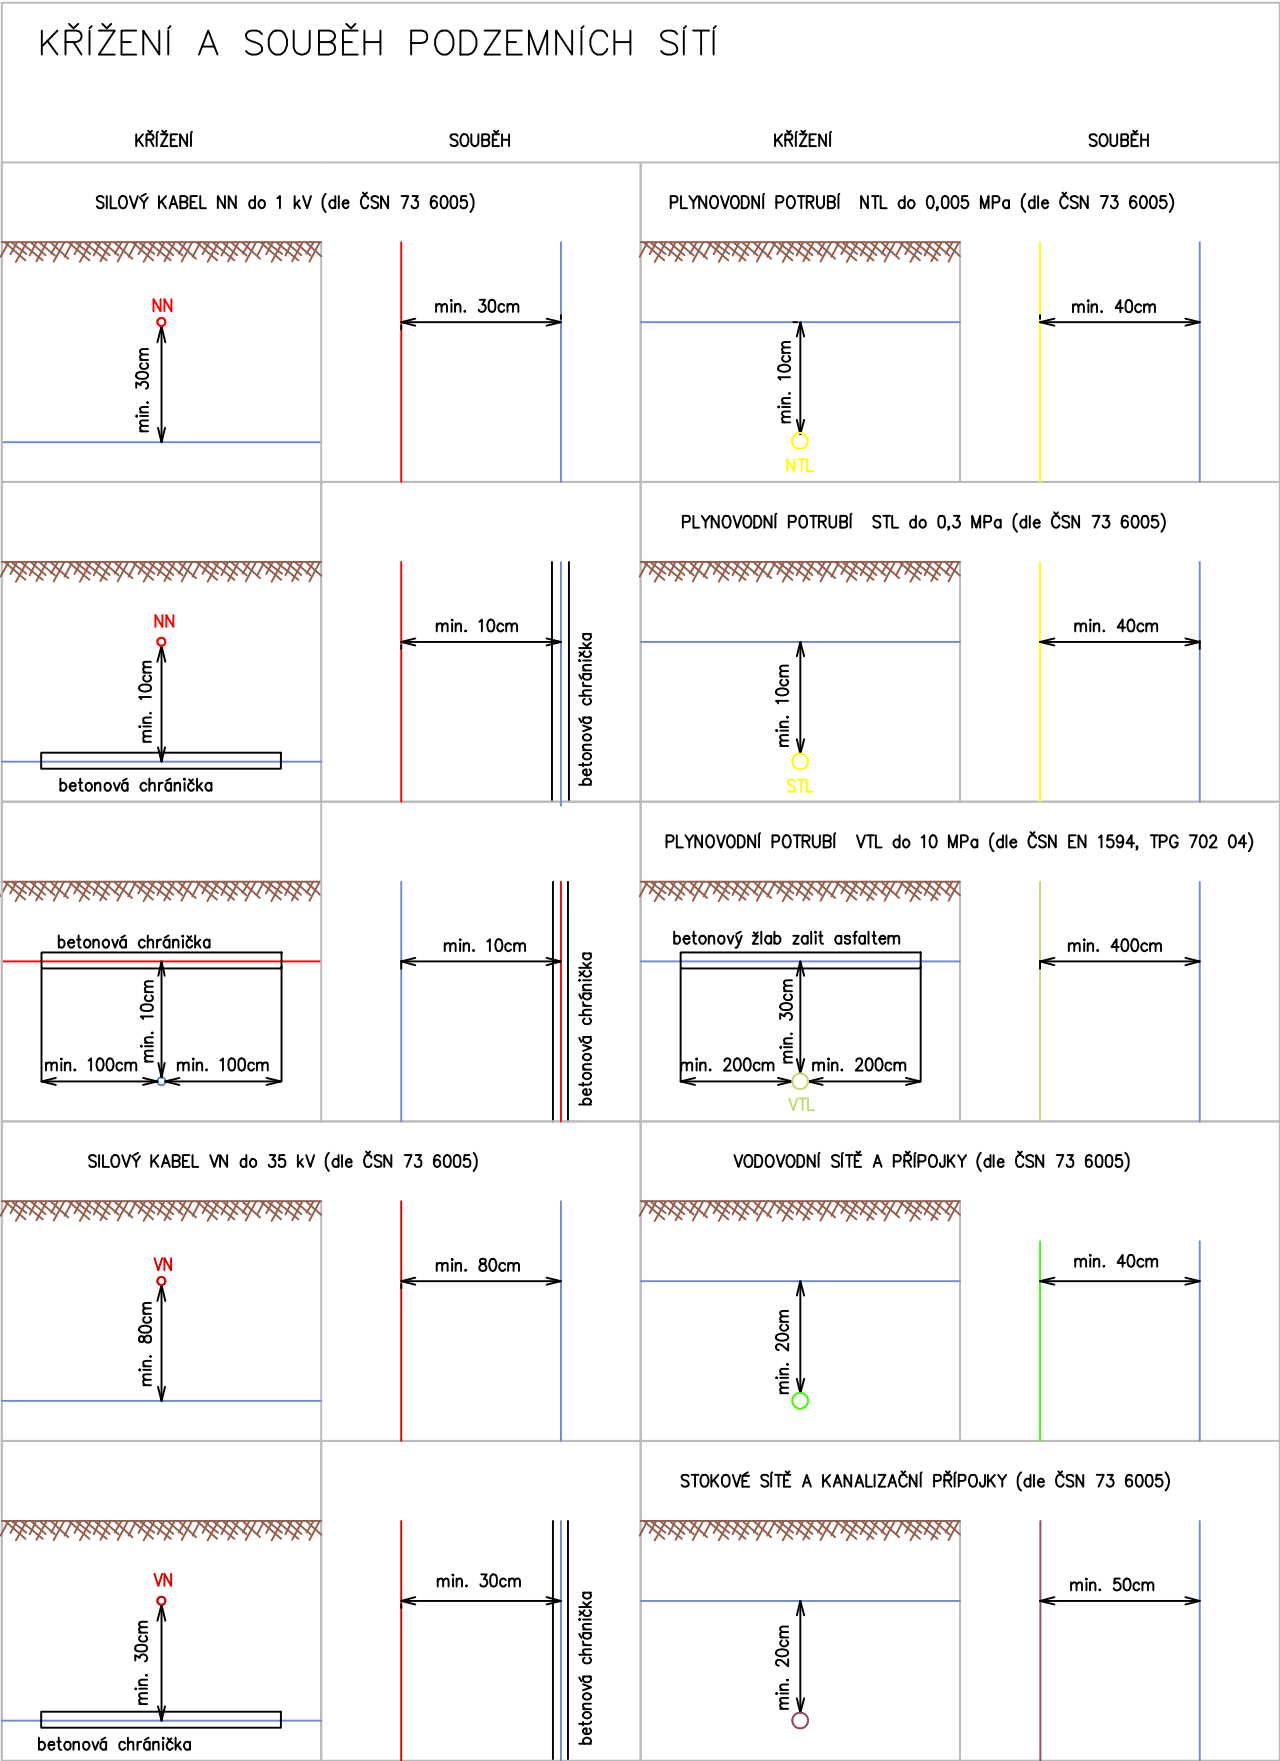 KŘÍŽENÍ A SOUBĚH PODZEMNÍCH SÍTÍ
KŘÍŽENÍ
SOUBĚH
KŘÍŽENÍ
SOUBĚH
SILOVÝ KABEL NN do 1 kV (dle ČSN 73 6005)
NN
min. 30cm
min. 30cm
PLYNOVODNÍ POTRUBÍ NTL do 0,005 MPa (dle ČSN 73 6005)
min. 10cm
NTL
min. 40cm
NN
min. 10cm
betonová chránička
min. 10cm
betonová chránička
PLYNOVODNÍ POTRUBÍ STL do 0,3 MPa (dle ČSN 73 6005)
min. 10cm
STL
min. 40cm
betonová chránička
min. 10cm
min. 100cm
min. 100cm
min. 10cm
betonová chránička
PLYNOVODNÍ POTRUBÍ VTL do 10 MPa (dle ČSN EN 1594, TPG 702 04)
betonový žlab zalit asfaltem
min. 30cm
min. 200cm
min. 200cm
VTL
min. 400cm
SILOVÝ KABEL VN do 35 kV (dle ČSN 73 6005)
VN
min. 80cm
min. 80cm
VODOVODNÍ SÍTĚ A PŘÍPOJKY (dle ČSN 73 6005)
min. 20cm
min. 40cm
VN
min. 30cm
betonová chránička
min. 30cm
betonová chránička
STOKOVÉ SÍTĚ A KANALIZAČNÍ PŘÍPOJKY (dle ČSN 73 6005)
min. 20cm
min. 50cm